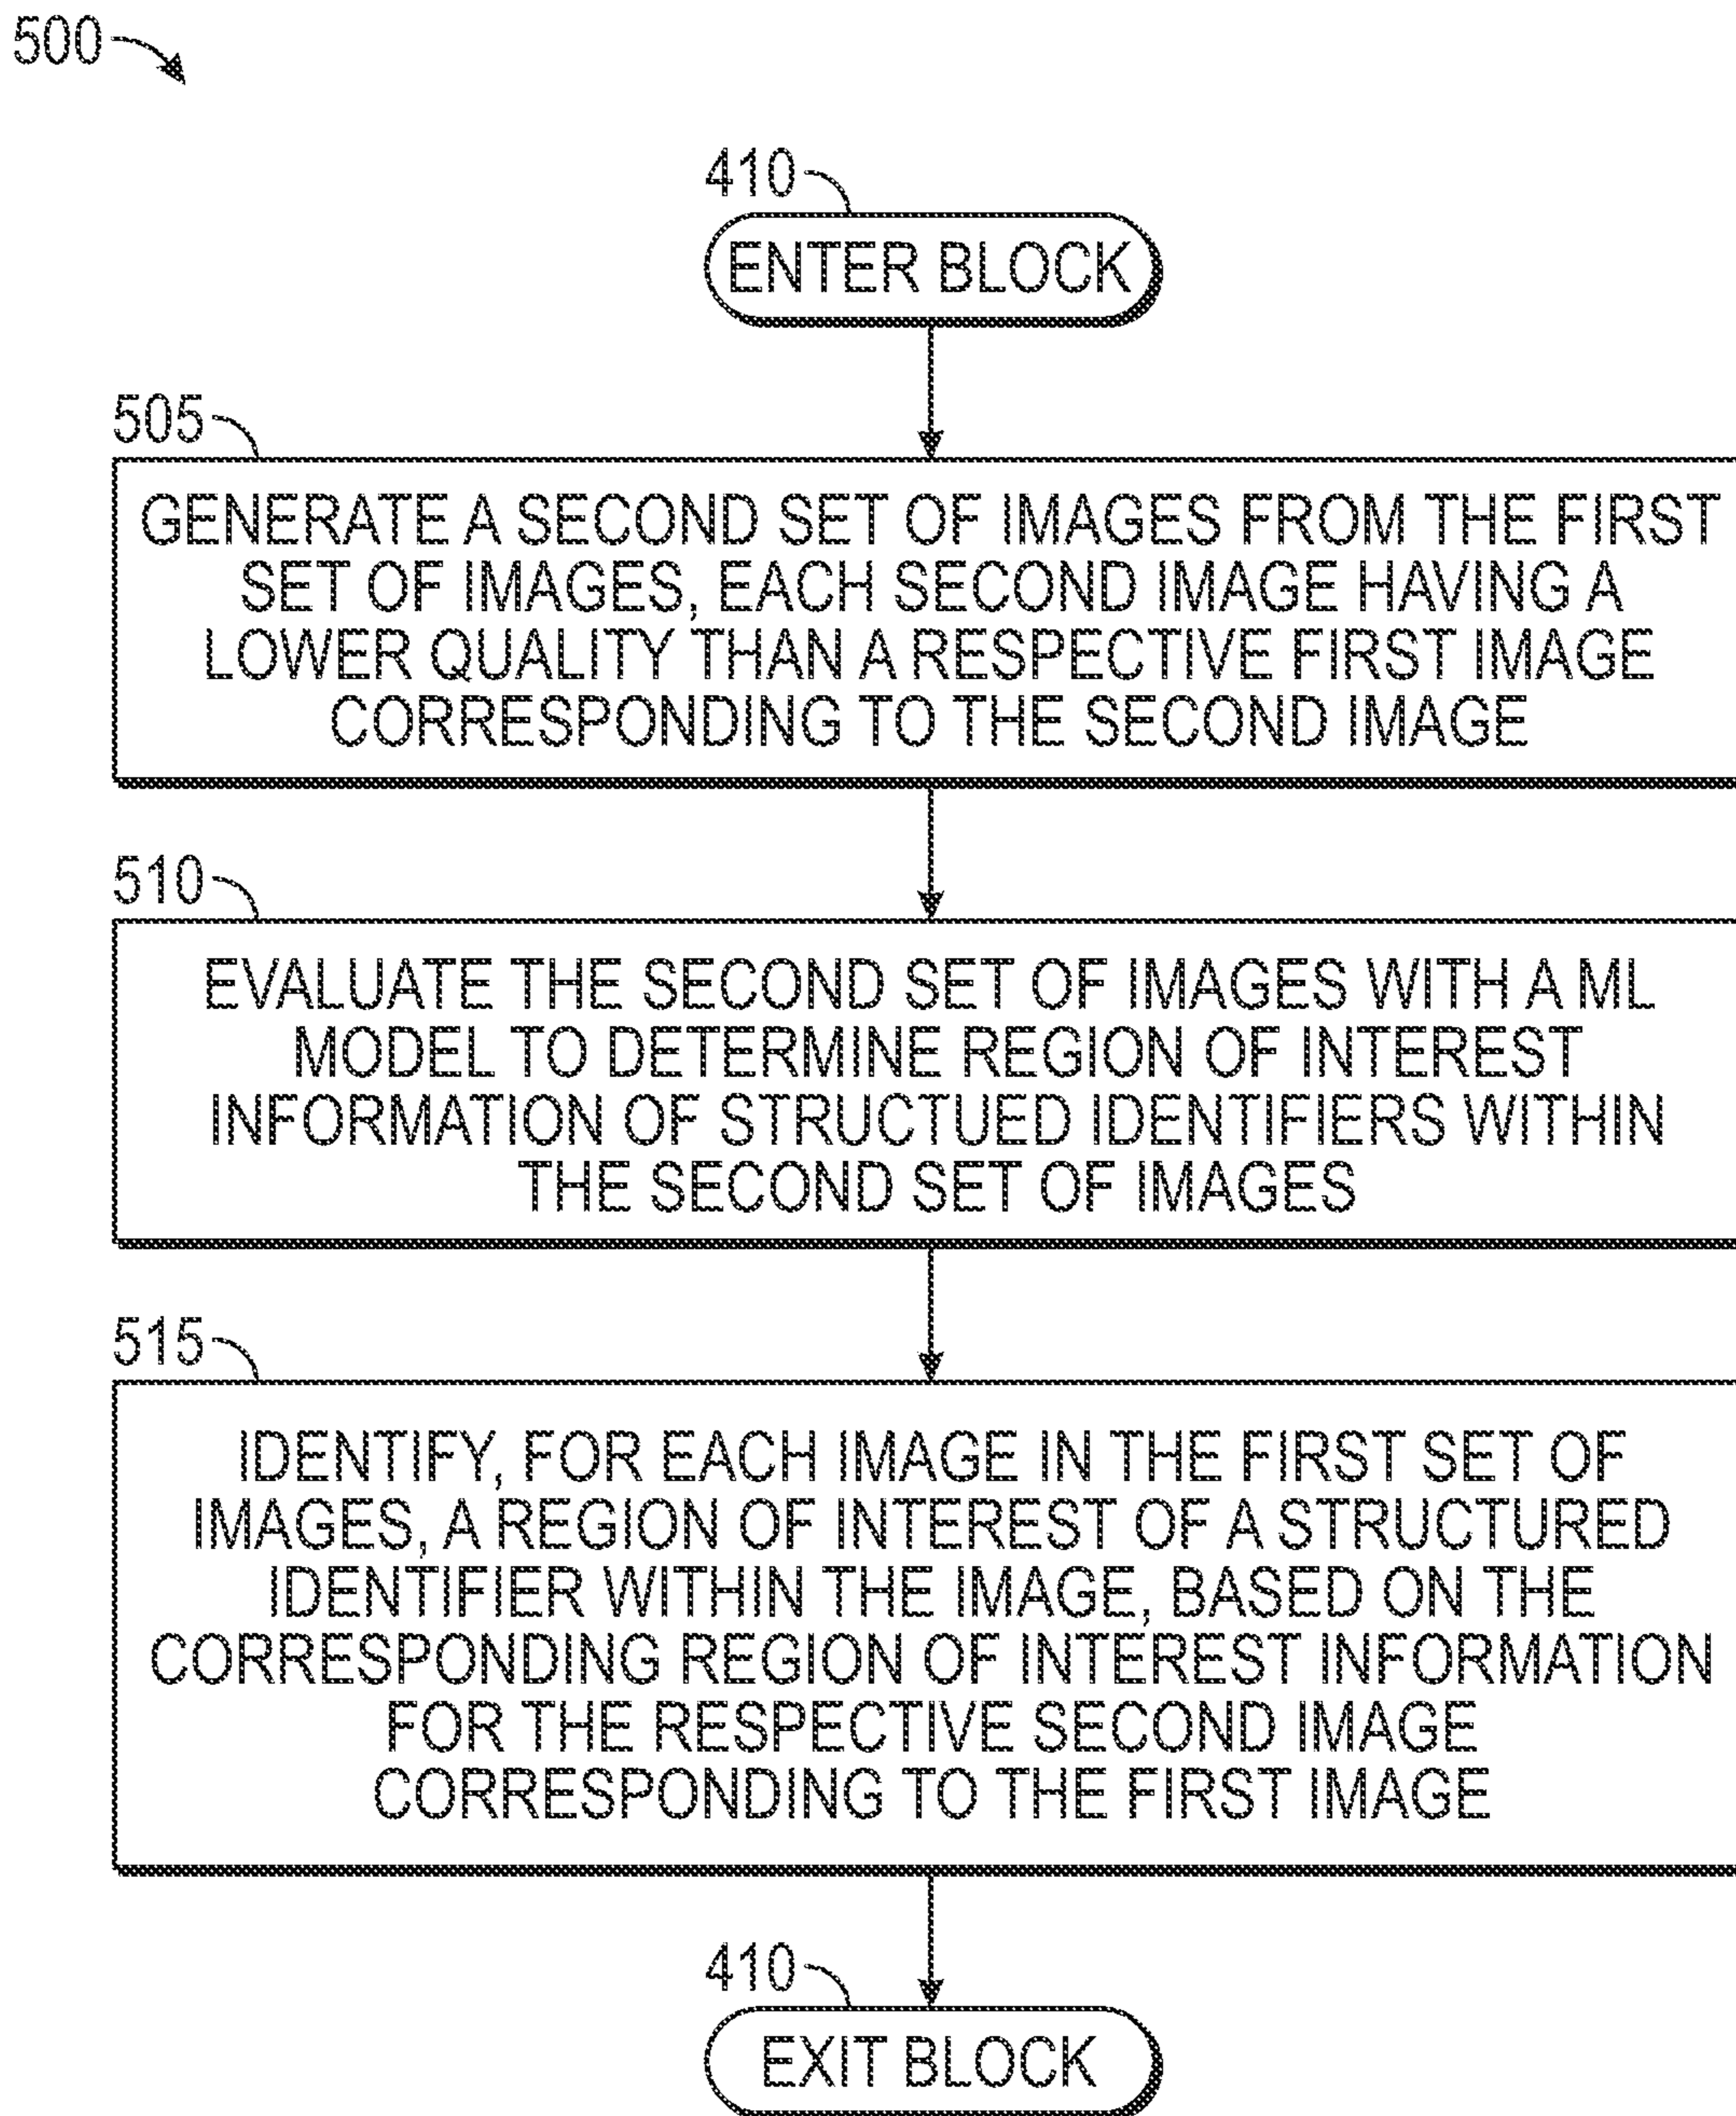 500
410
ENTER BLOCK
505
GENERATE A SECOND SET OF IMAGES FROM THE FIRST
SET OF IMAGES, EACH SECOND IMAGE HAVING A
LOWER QUALITY THAN A RESPECTIVE FIRST IMAGE
CORRESPONDING TO THE SECOND IMAGE
510
EVALUATE THE SECOND SET OF IMAGES WITH A ML
MODEL TO DETERMINE REGION OF INTEREST
INFORMATION OF STRUCTUED IDENTIFIERS WITHIN
THE SECOND SET OF IMAGES
515
IDENTIFY, FOR EACH IMAGE IN THE FIRST SET OF
IMAGES, A REGION OF INTEREST OF A STRUCTURED
IDENTIFIER WITHIN THE IMAGE, BASED ON THE
CORRESPONDING REGION OF INTEREST INFORMATION
FOR THE RESPECTIVE SECOND IMAGE
CORRESPONDING TO THE FIRST IMAGE
410
EXIT BLOCK